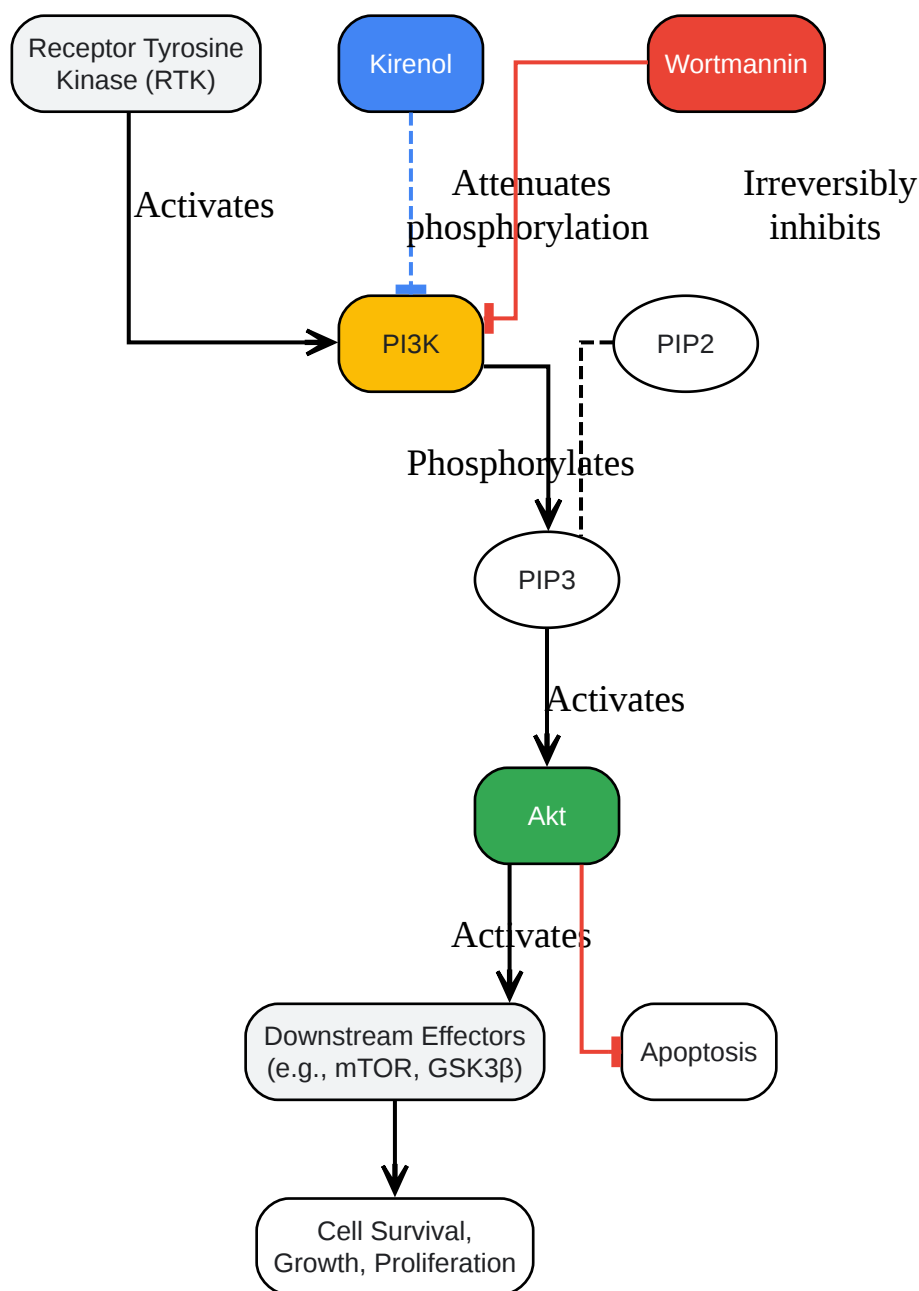 Receptor Tyrosine
Kinase (RTK)
Kirenol
Wortmannin
Activates
Attenuates
phosphorylation
Irreversibly
inhibits
PI3K
PIP2
Phosphorylates
PIP3
Activates
Akt
Activates
Downstream Effectors
(e.g., mTOR, GSK3β)
Apoptosis
Cell Survival,
Growth, Proliferation